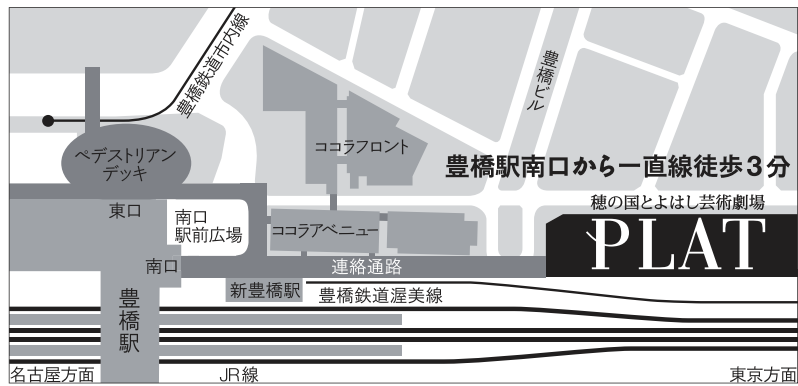 豊橋鉄道市内線
豊橋ビル
ペデストリアン
デッキ
ココラフロント
豊橋駅南口から一直線徒歩3分
穂の国とよはし芸術劇場
PLAT
東口
南口
駅前広場
ココラアベニュー
南口
連絡通路
新豊橋駅
豊橋鉄道渥美線
豊橋駅
名古屋方面
JR線
東京方面